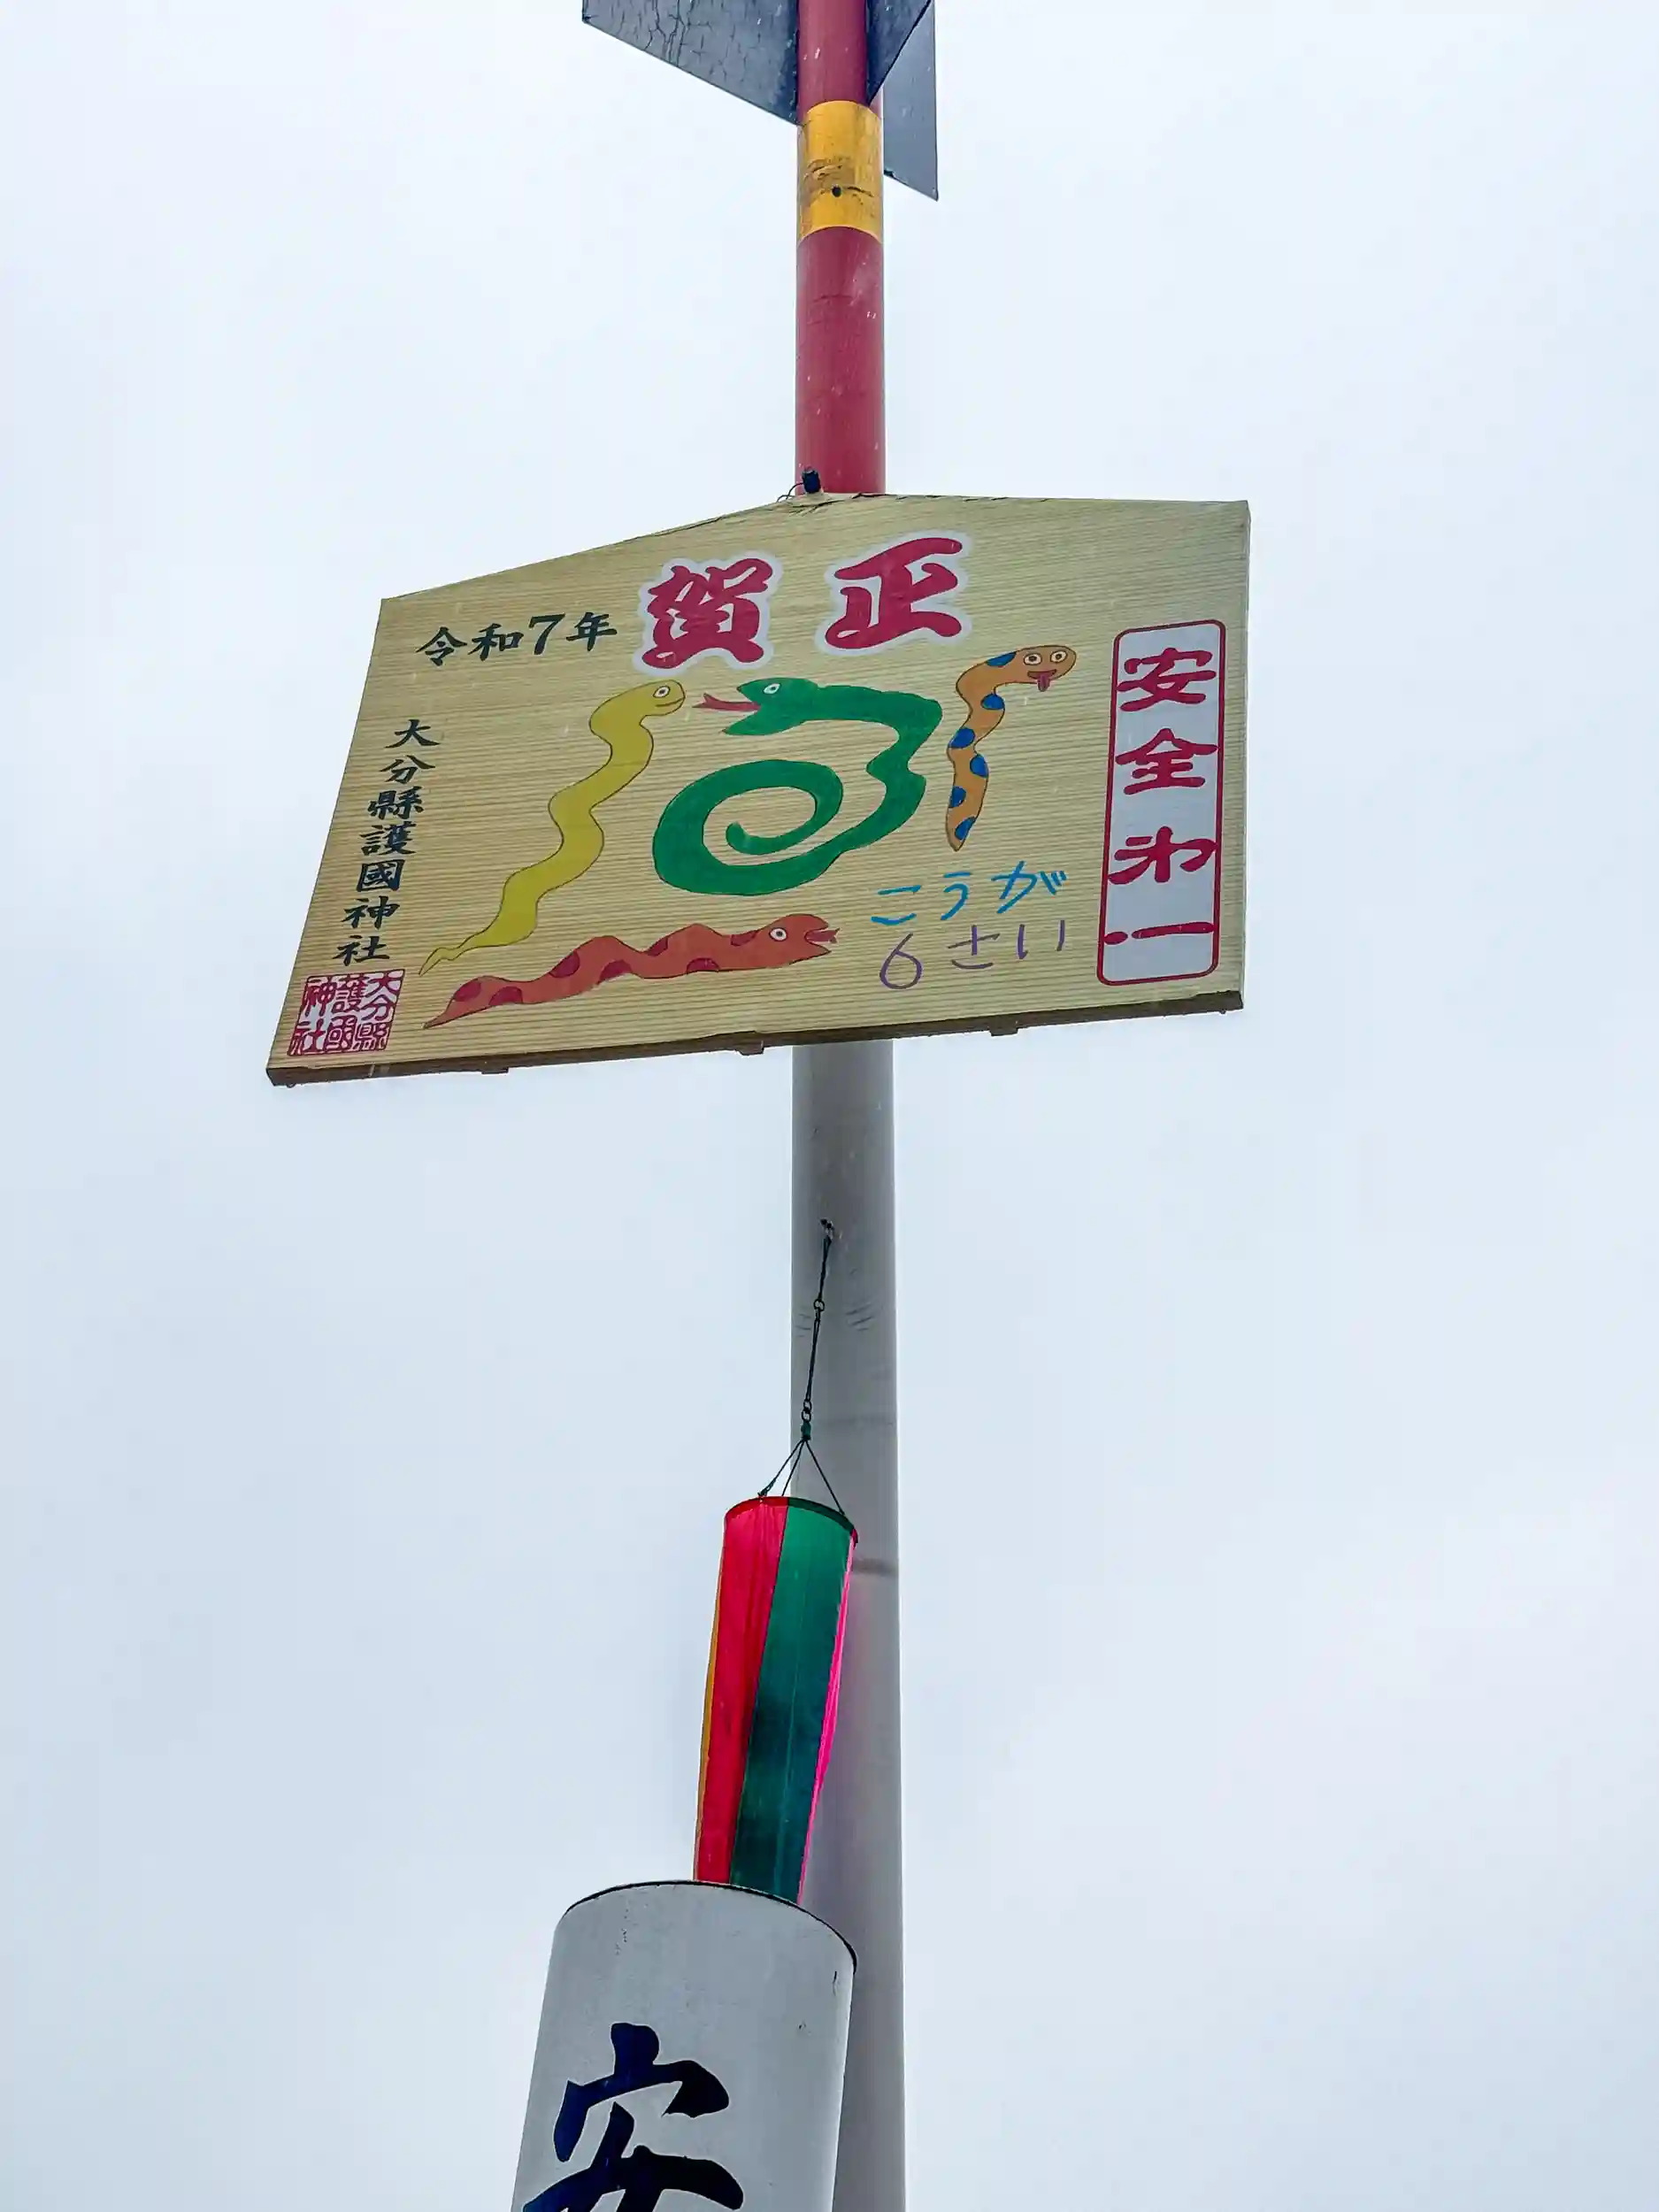 賀正
令和7年
安全第一
こうが
6さい
大分縣護國神社
大分縣護國神社
安